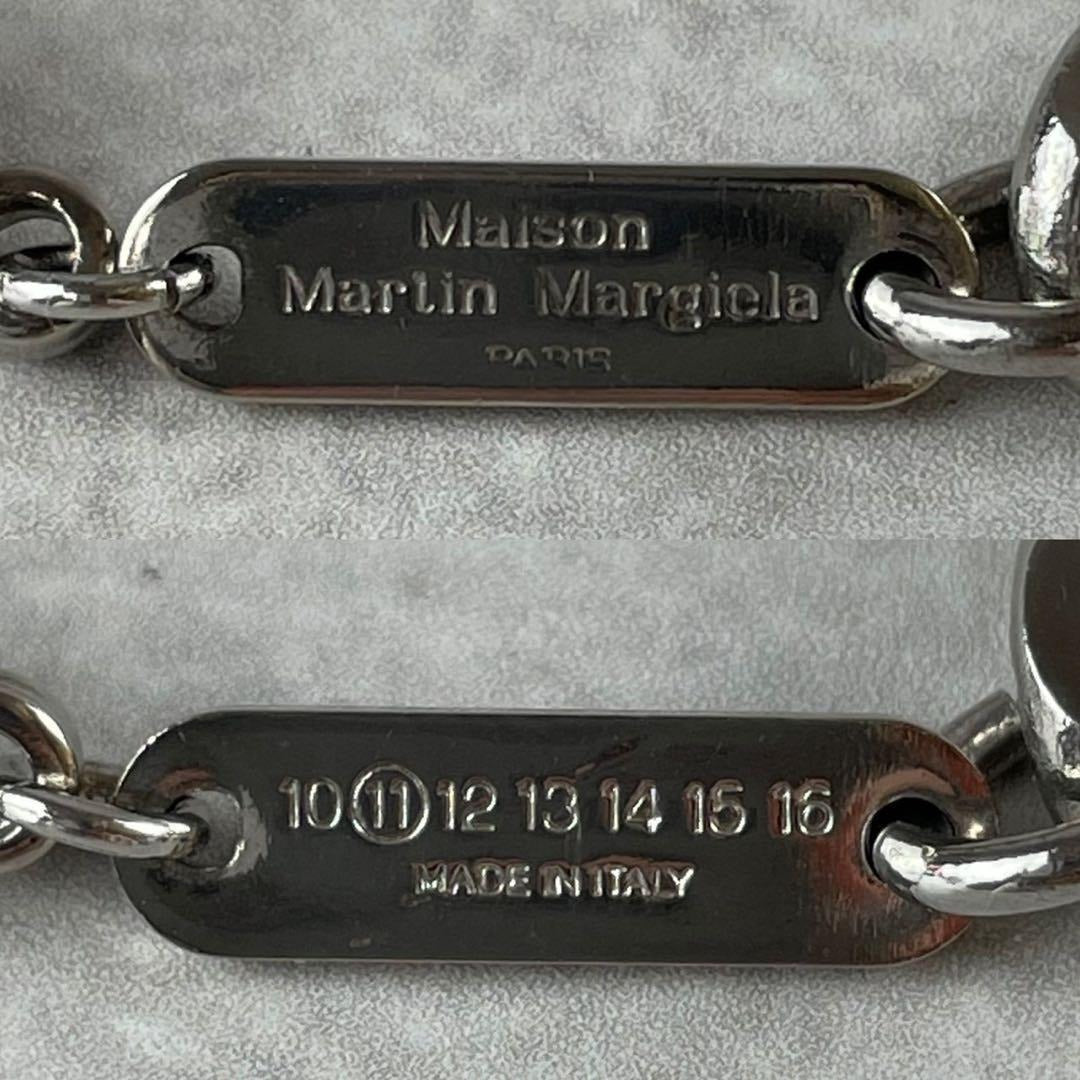 Maison
Martin Margiela
PARIS
10 11 12 13 14 15 16
MADE IN ITALY